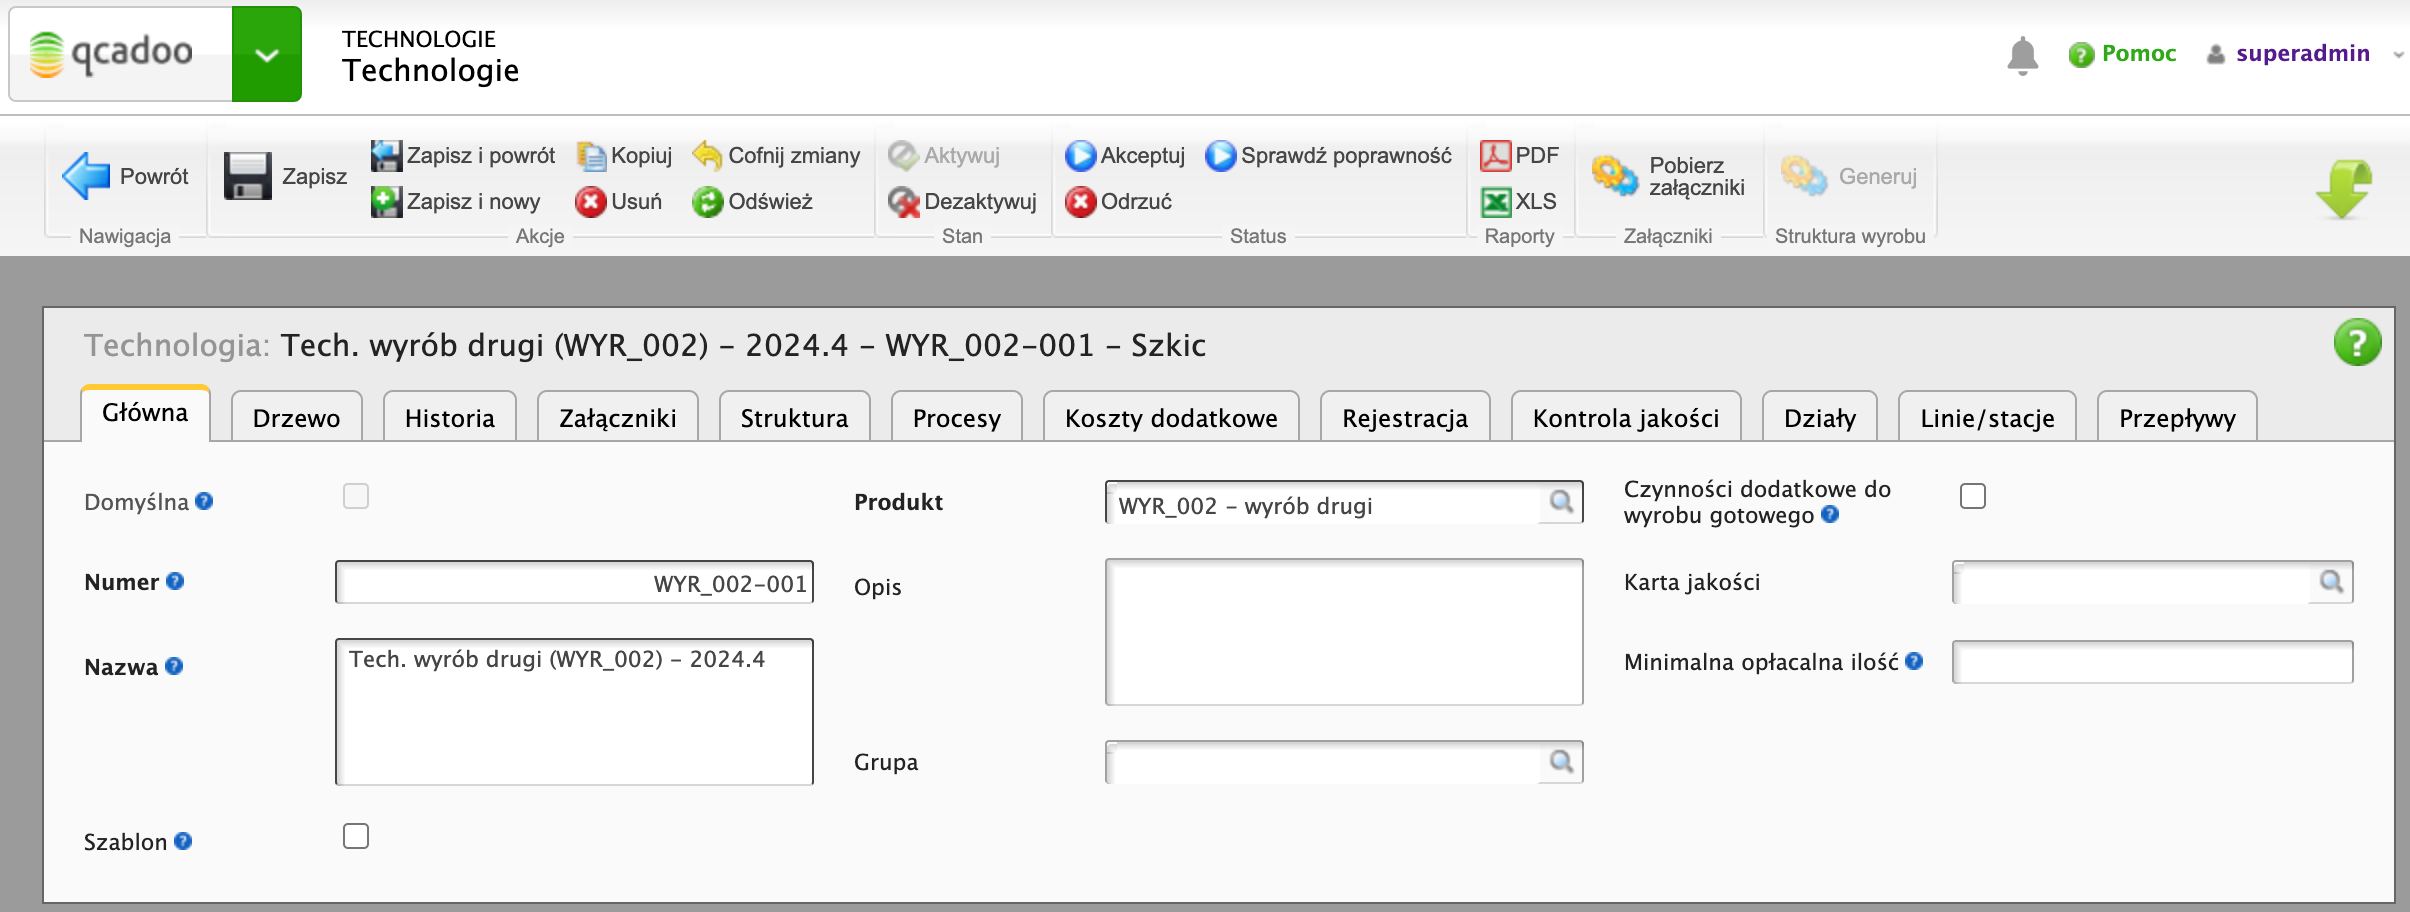 qcadoo
TECHNOLOGIE
Technologie
Pomoc
superadmin
Powrót
Nawigacja
Zapisz
Zapisz i powrót
Kopiuj
Cofnij zmiany
Zapisz i nowy
Usuń
Odśwież
Akcje
Aktywuj
Dezaktywuj
Stan
Akceptuj
Sprawdź poprawność
Odrzuć
Status
PDF
XLS
Raporty
Pobierz
załączniki
Załączniki
Generuj
Struktura wyrobu
Technologia: Tech. wyrób drugi (WYR_002) - 2024.4 - WYR_002-001 - Szkic
Główna
Drzewo
Historia
Załączniki
Struktura
Procesy
Koszty dodatkowe
Rejestracja
Kontrola jakości
Działy
Linie/stacje
Przepływy
Domyślna
Numer
WYR_002-001
Nazwa
Tech. wyrób drugi (WYR_002) - 2024.4
Szablon
Produkt
WYR_002 - wyrób drugi
Opis
Grupa
Czynności dodatkowe do
wyrobu gotowego
Karta jakości
Minimalna opłacalna ilość